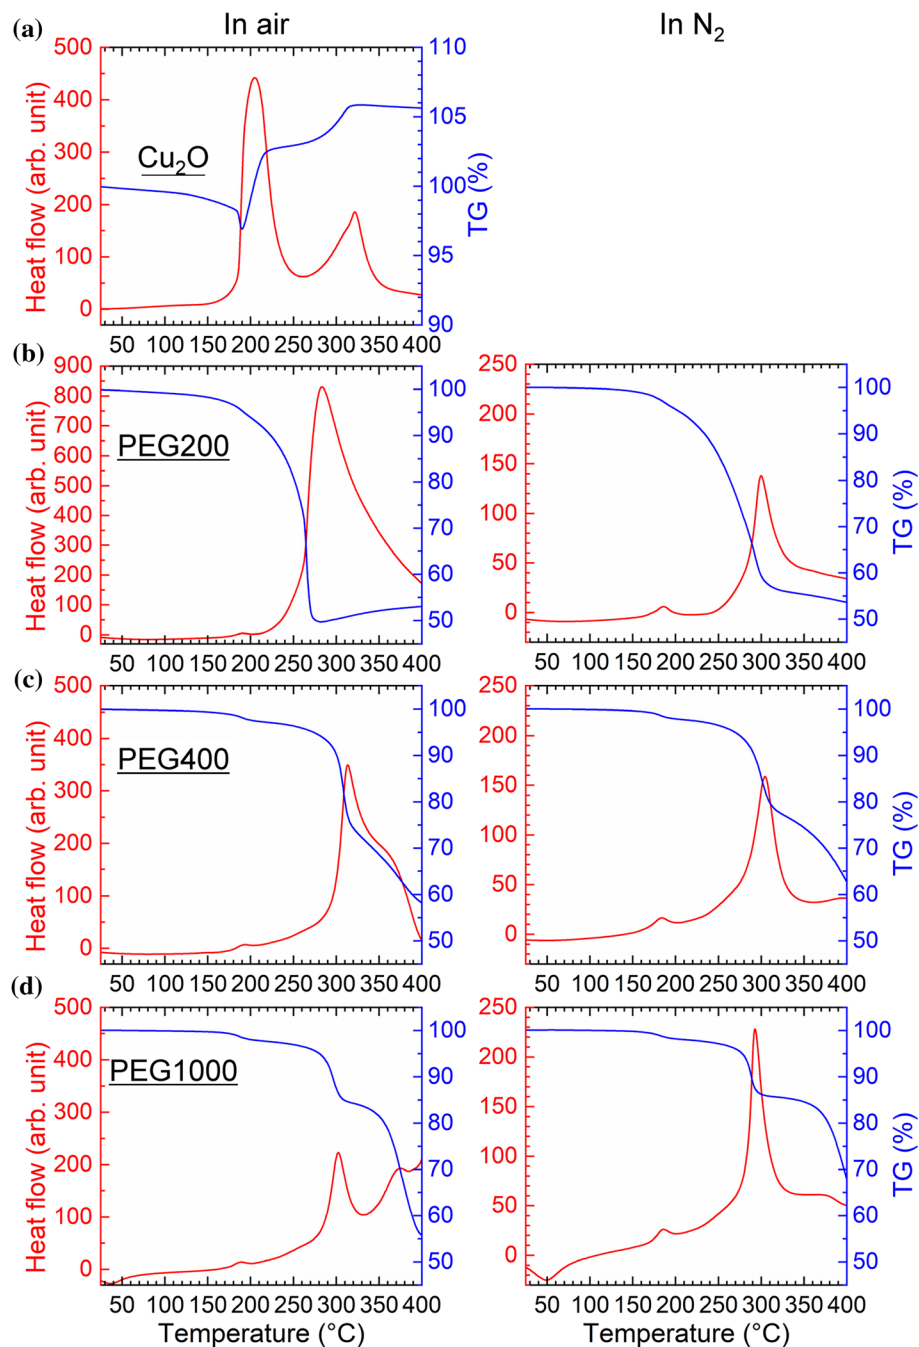 (a) In air In N₂
500 110
400 105
300 Cu₂O 100
200
100 95
0 90
Heat flow (arb. unit) TG (%)
50 100 150 200 250 300 350 400
(b)
900 100
800 90
700
600 80
500 70
400
300 60
200
100 50
0
PEG200
Heat flow (arb. unit)
250 100
200 90
150 80
100 70
50 60
0 50
TG (%)
50 100 150 200 250 300 350 400
50 100 150 200 250 300 350 400
(c)
500 100
400 90
300 80
200 70
100 60
0 50
PEG400
Heat flow (arb. unit)
250 100
200 90
150 80
100 70
50 60
0 50
TG (%)
50 100 150 200 250 300 350 400
50 100 150 200 250 300 350 400
(d)
500 100
400 90
300 80
200 70
100 60
0 50
PEG1000
Heat flow (arb. unit)
250 100
200 90
150 80
100 70
50 60
0 50
TG (%)
50 100 150 200 250 300 350 400
50 100 150 200 250 300 350 400
Temperature (°C) Temperature (°C)